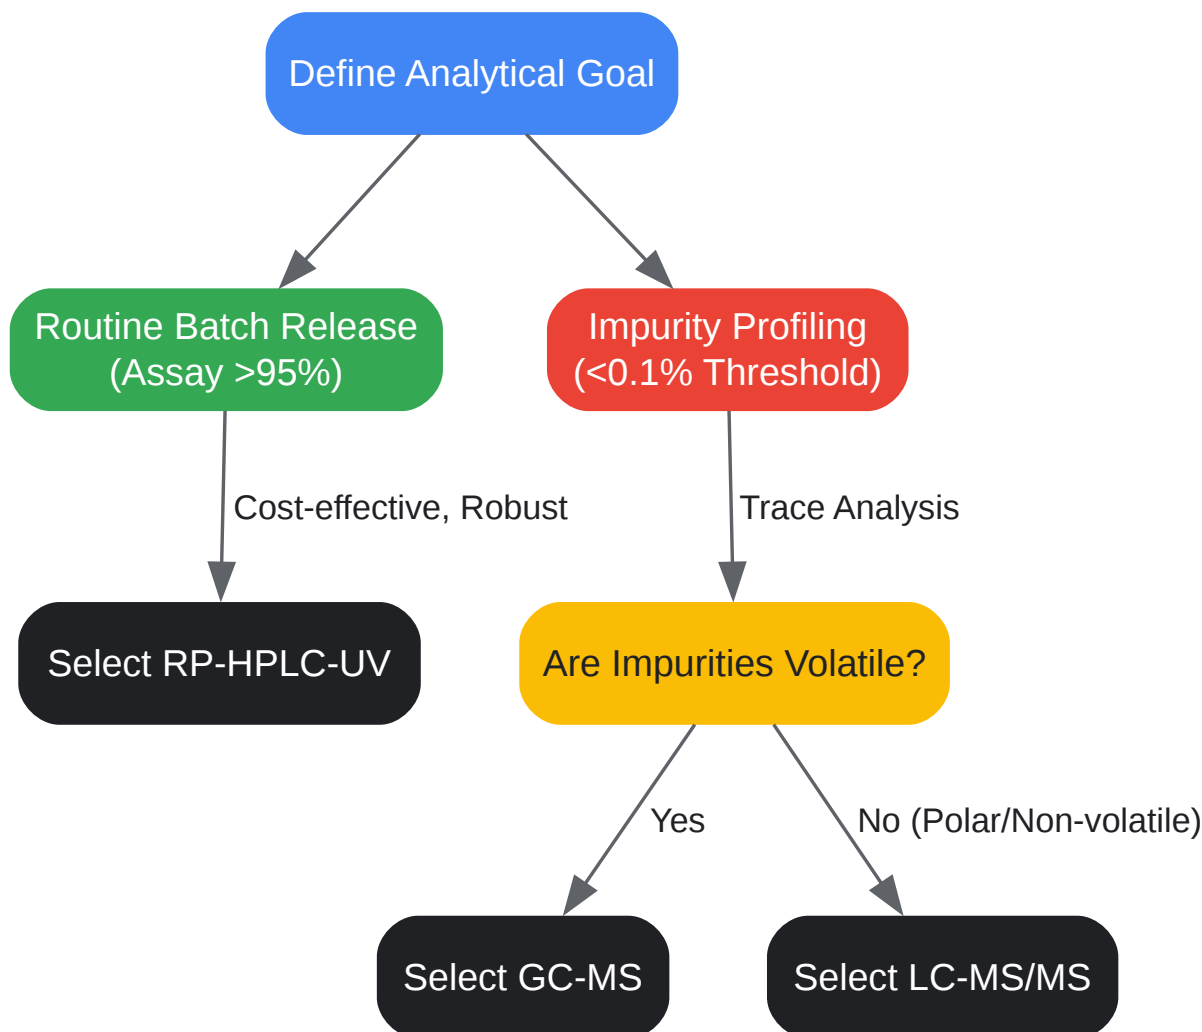 Define Analytical Goal
Routine Batch Release
(Assay >95%)
Impurity Profiling
(<0.1% Threshold)
Cost-effective, Robust
Trace Analysis
Select RP-HPLC-UV
Are Impurities Volatile?
Yes
No (Polar/Non-volatile)
Select GC-MS
Select LC-MS/MS